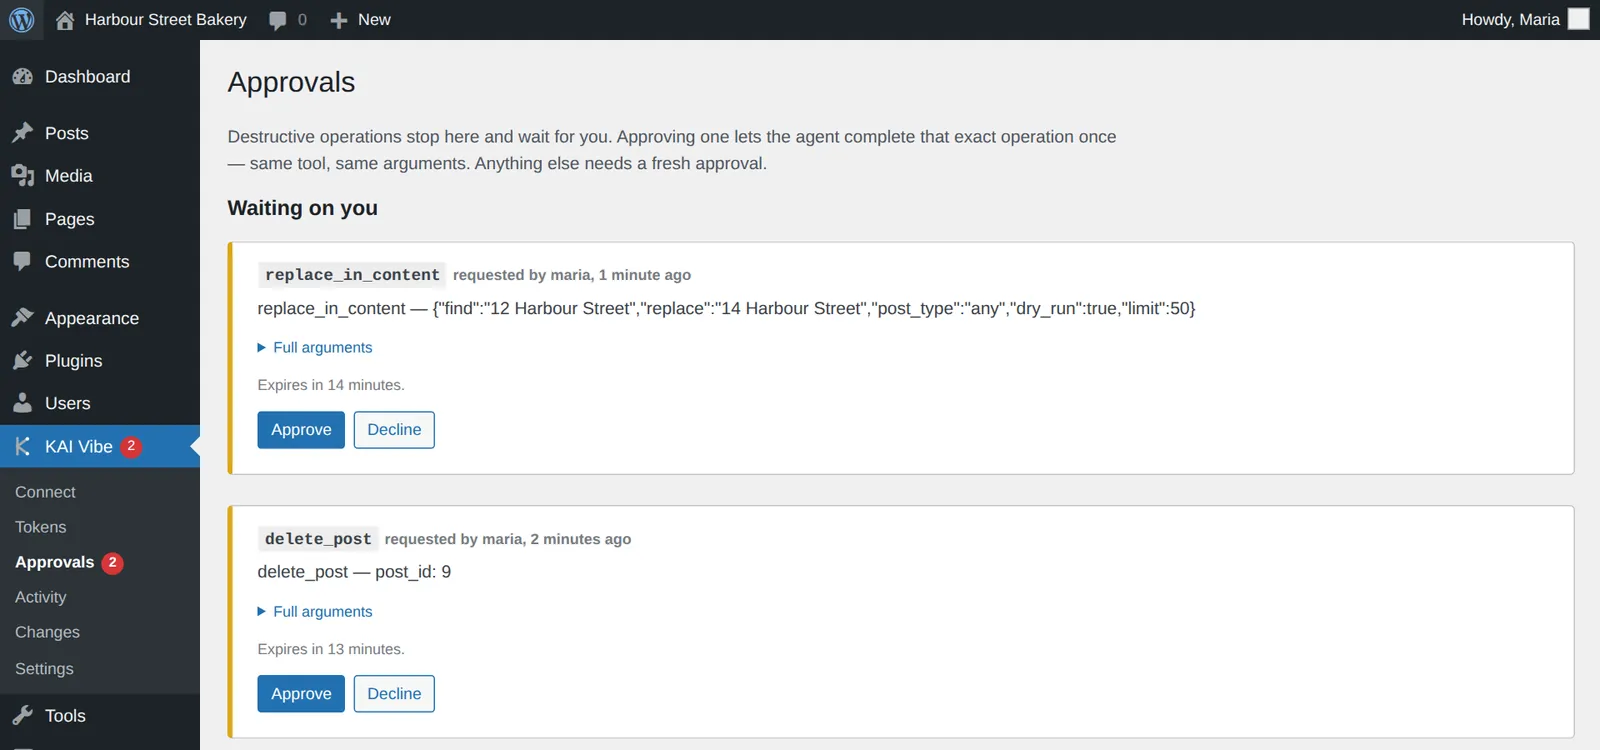 Harbour Street Bakery
0
New
Howdy, Maria
Dashboard
Posts
Media
Pages
Comments
Appearance
Plugins
Users
KAI Vibe 2
Connect
Tokens
Approvals 2
Activity
Changes
Settings
Tools
Approvals
Destructive operations stop here and wait for you. Approving one lets the agent complete that exact operation once
— same tool, same arguments. Anything else needs a fresh approval.
Waiting on you
replace_in_content requested by maria, 1 minute ago
replace_in_content — {"find":"12 Harbour Street","replace":"14 Harbour Street","post_type":"any","dry_run":true,"limit":50}
Full arguments
Expires in 14 minutes.
Approve Decline
delete_post requested by maria, 2 minutes ago
delete_post — post_id: 9
Full arguments
Expires in 13 minutes.
Approve Decline